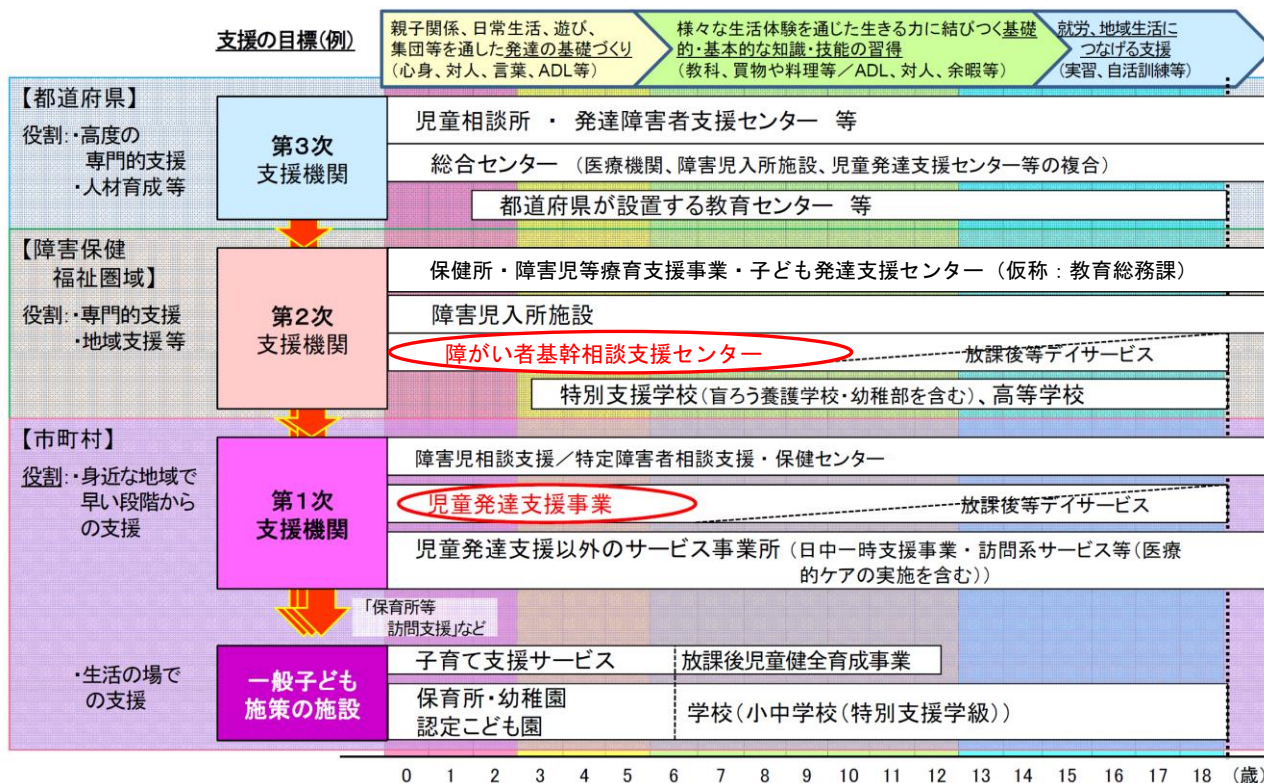 支援の目標(例)
親子関係、日常生活、遊び、
集団等を通した発達の基礎づくり
(心身、対人、言葉、ADL等)
様々な生活体験を通じた生きる力に結びつく基礎
的・基本的な知識・技能の習得
(教科、買物や料理等／ADL、対人、余暇等)
就労、地域生活に
つなげる支援
(実習、自活訓練等)
【都道府県】
役割:・高度の
専門的支援
・人材育成等
第3次
支援機関
児童相談所 ・ 発達障害者支援センター 等
総合センター (医療機関、障害児入所施設、児童発達支援センター等の複合)
都道府県が設置する教育センター 等
【障害保健
福祉圏域】
役割:・専門的支援
・地域支援等
第2次
支援機関
保健所・障害児等療育支援事業・子ども発達支援センター（仮称：教育総務課）
障害児入所施設
障がい者基幹相談支援センター
放課後等デイサービス
特別支援学校(盲ろう養護学校・幼稚部を含む)、高等学校
【市町村】
役割:・身近な地域で
早い段階から
の支援
第1次
支援機関
障害児相談支援／特定障害者相談支援・保健センター
児童発達支援事業
放課後等デイサービス
児童発達支援以外のサービス事業所(日中一時支援事業・訪問系サービス等(医療
的ケアの実施を含む))
「保育所等
訪問支援」など
・生活の場で
の支援
一般子ども
施策の施設
子育て支援サービス
放課後児童健全育成事業
保育所・幼稚園
認定こども園
学校(小中学校(特別支援学級))
0 1 2 3 4 5 6 7 8 9 10 11 12 13 14 15 16 17 18 (歳)